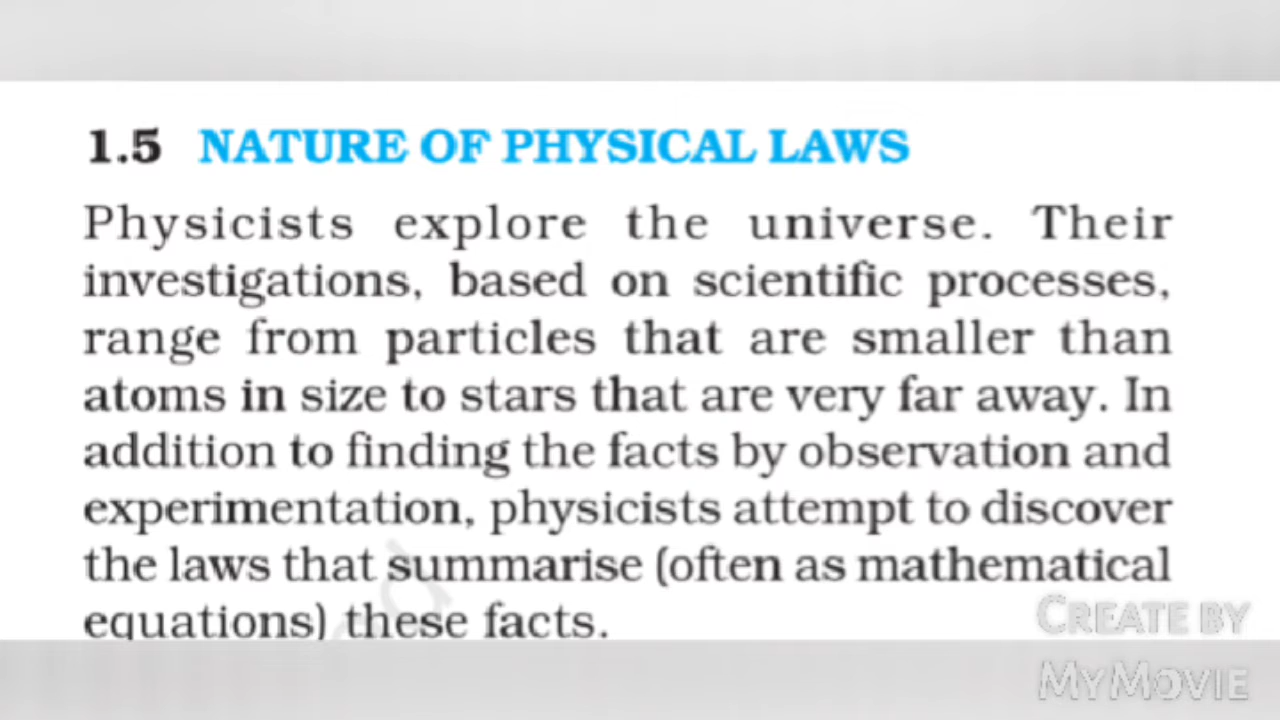 1.5 NATURE OF PHYSICAL LAWS
Physicists explore the universe. Their
investigations, based on scientific processes,
range from particles that are smaller than
atoms in size to stars that are very far away. In
addition to finding the facts by observation and
experimentation, physicists attempt to discover
the laws that summarise (often as mathematical
equations) these facts.
CREATE BY
MYMOVIE